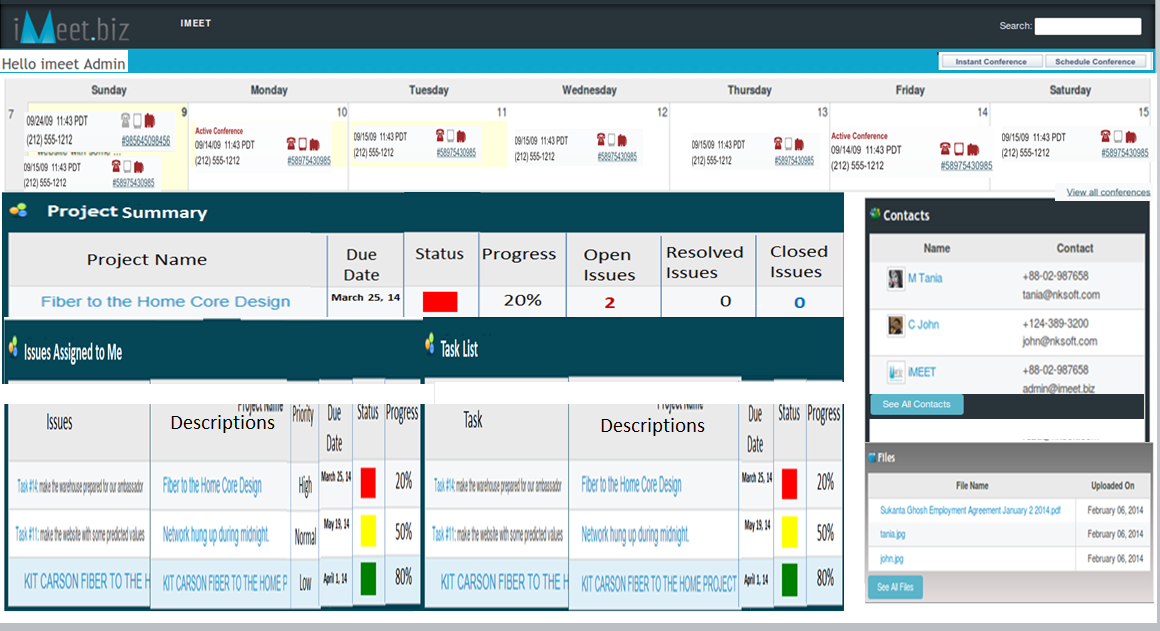 iMeet.biz
IMEET
Search:
Hello imeet Admin
Instant Conference
Schedule Conference
Sunday Monday Tuesday Wednesday Thursday Friday Saturday
7
9
09/24/09 11:43 PDT
(212) 555-1212
#985645098456
website with some
09/15/09 11:43 PDT
(212) 555-1212
#58975430985
10
Active Conference
09/14/09 11:43 PDT
(212) 555-1212
#58975430985
11
09/15/09 11:43 PDT
(212) 555-1212
#58975430985
12
09/15/09 11:43 PDT
(212) 555-1212
#58975430985
13
09/15/09 11:43 PDT
(212) 555-1212
#58975430985
14
Active Conference
09/14/09 11:43 PDT
(212) 555-1212
#58975430985
15
09/15/09 11:43 PDT
(212) 555-1212
#58975430985
View all conferences
Project Summary
Project Name
Due Date
Status
Progress
Open Issues
Resolved Issues
Closed Issues
Fiber to the Home Core Design March 25, 14 20% 2 0 0
Issues Assigned to Me
Issues
Project Name
Descriptions
Priority
Due Date
Status
Progress
Task #14: make the warehouse prepared for our ambassador Fiber to the Home Core Design High March 25, 14 20%
Task #11: make the website with some predicted values Network hung up during midnight. Normal May 19, 14 50%
KIT CARSON FIBER TO THE H KIT CARSON FIBER TO THE HOME P Low April 1, 14 80%
Task List
Task
Project Name
Descriptions
Due Date
Status
Progress
Task #14: make the warehouse prepared for our ambassador Fiber to the Home Core Design March 25, 14 20%
Task #11: make the website with some predicted values Network hung up during midnight. May 19, 14 50%
KIT CARSON FIBER TO THE H KIT CARSON FIBER TO THE HOME PROJECT April 1, 14 80%
Contacts
Name Contact
M Tania
+88-02-987658
tania@nksoft.com
C John
+124-389-3200
john@nksoft.com
iMEET
+88-02-987658
admin@imeet.biz
See All Contacts
Files
File Name Uploaded On
Sukanta Ghosh Employment Agreement January 2 2014.pdf February 06, 2014
tania.jpg February 06, 2014
john.jpg February 06, 2014
See All Files